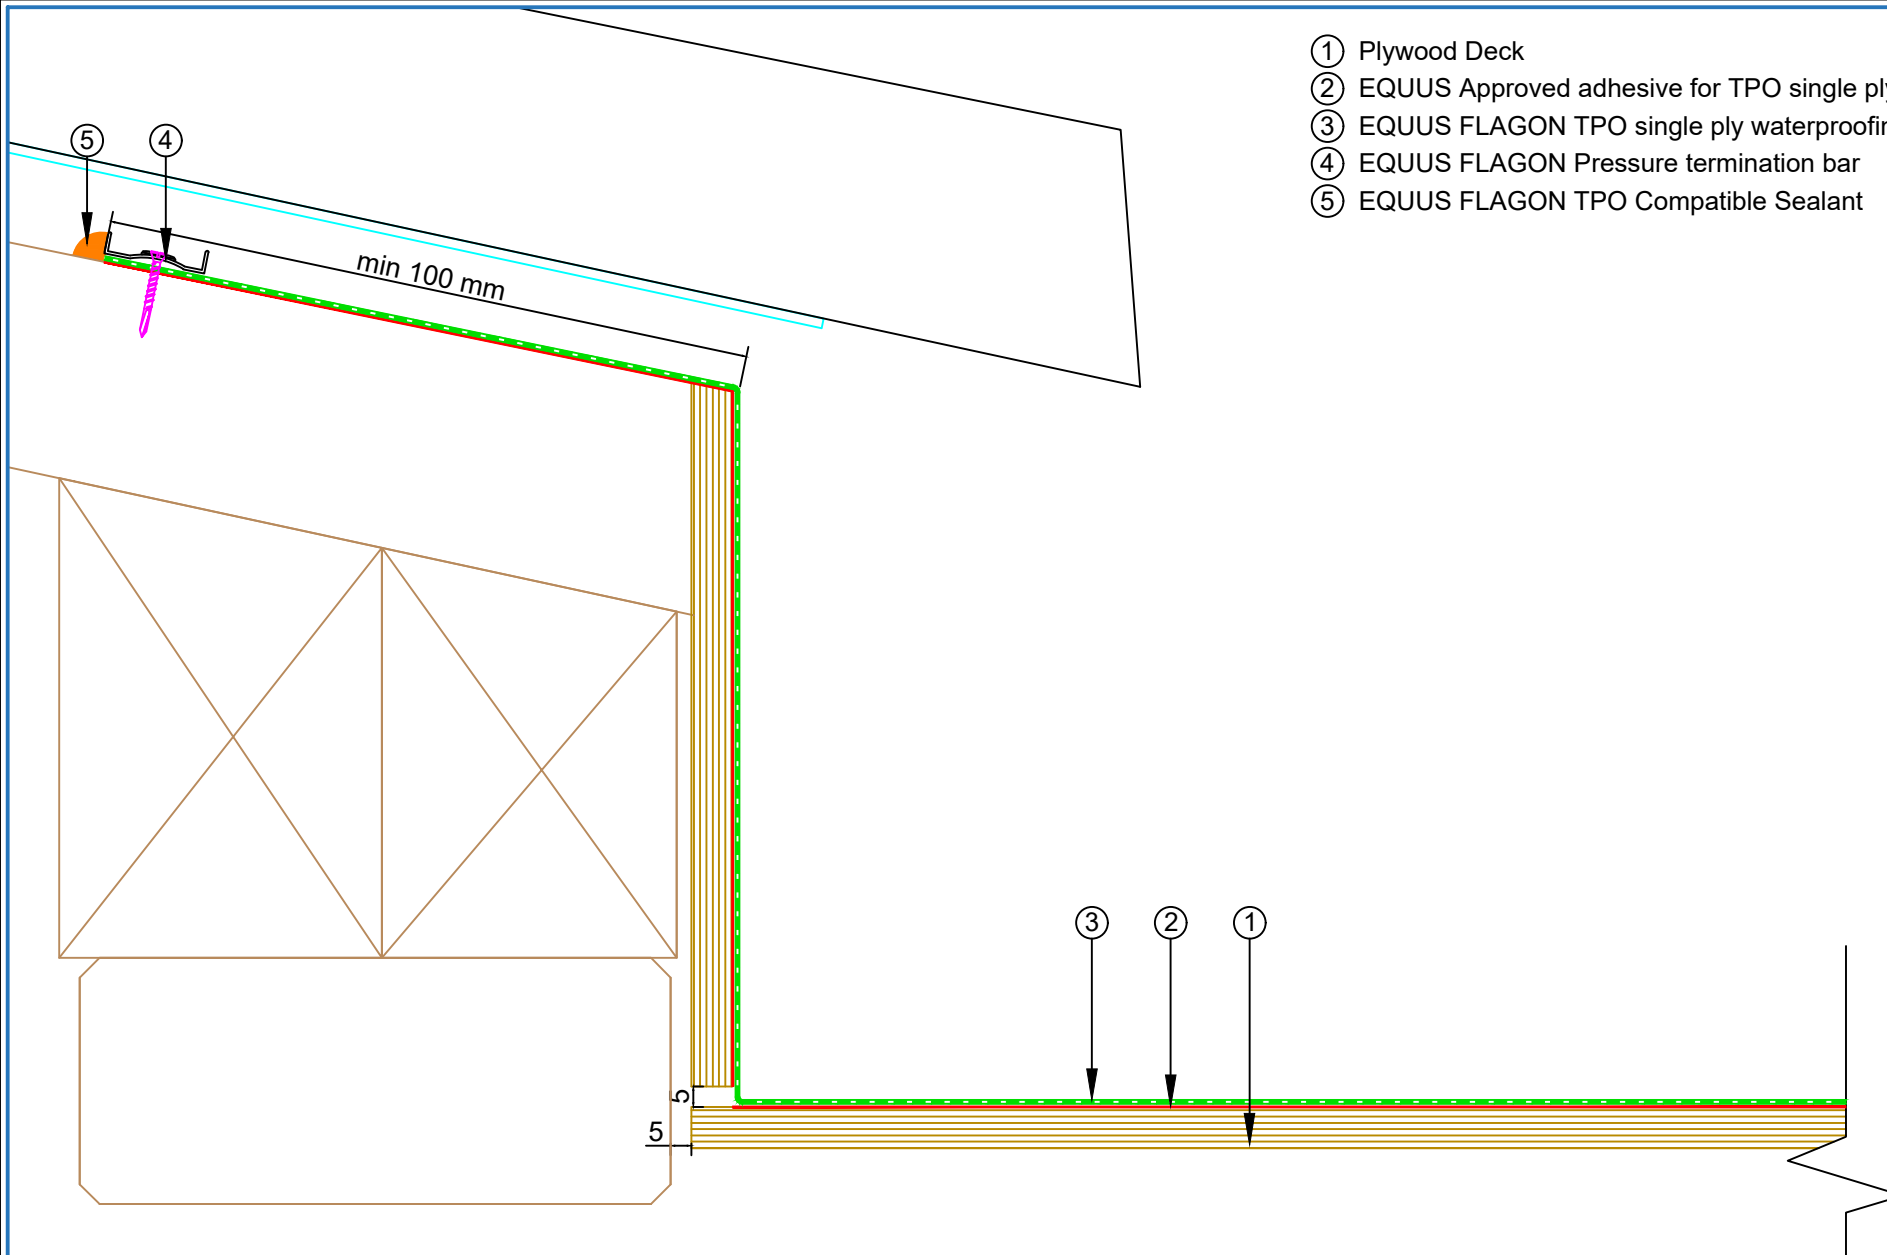 ① Plywood Deck
② EQUUS Approved adhesive for TPO single ply
③ EQUUS FLAGON TPO single ply
④ EQUUS FLAGON Pressure termination bar
⑤ EQUUS FLAGON TPO Compatible Sealant
⑤ ④
min 100 mm
③ ② ①
5
5